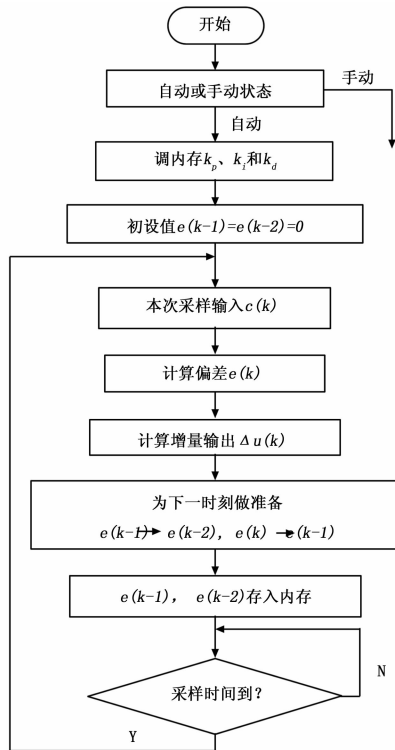 开始
自动或手动状态
手动
自动
调内存kp、ki和kd
初设值e(k-1)=e(k-2)=0
本次采样输入c(k)
计算偏差e(k)
计算增量输出Δu(k)
为下一时刻做准备
e(k-1)→e(k-2), e(k)→e(k-1)
e(k-1), e(k-2)存入内存
采样时间到?
N
Y